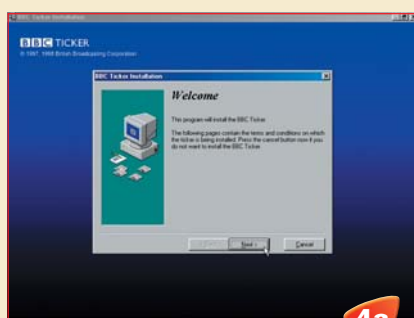 BBC Ticker Installation
BBC TICKER
© 1997, 1998 British Broadcasting Corporation
BBC Ticker Installation
Welcome
This program will install the BBC Ticker
The following pages contain the terms and conditions on which
the ticker is being installed. Press the cancel button now if you
do not want to install the BBC Ticker
Next >
Cancel
4a